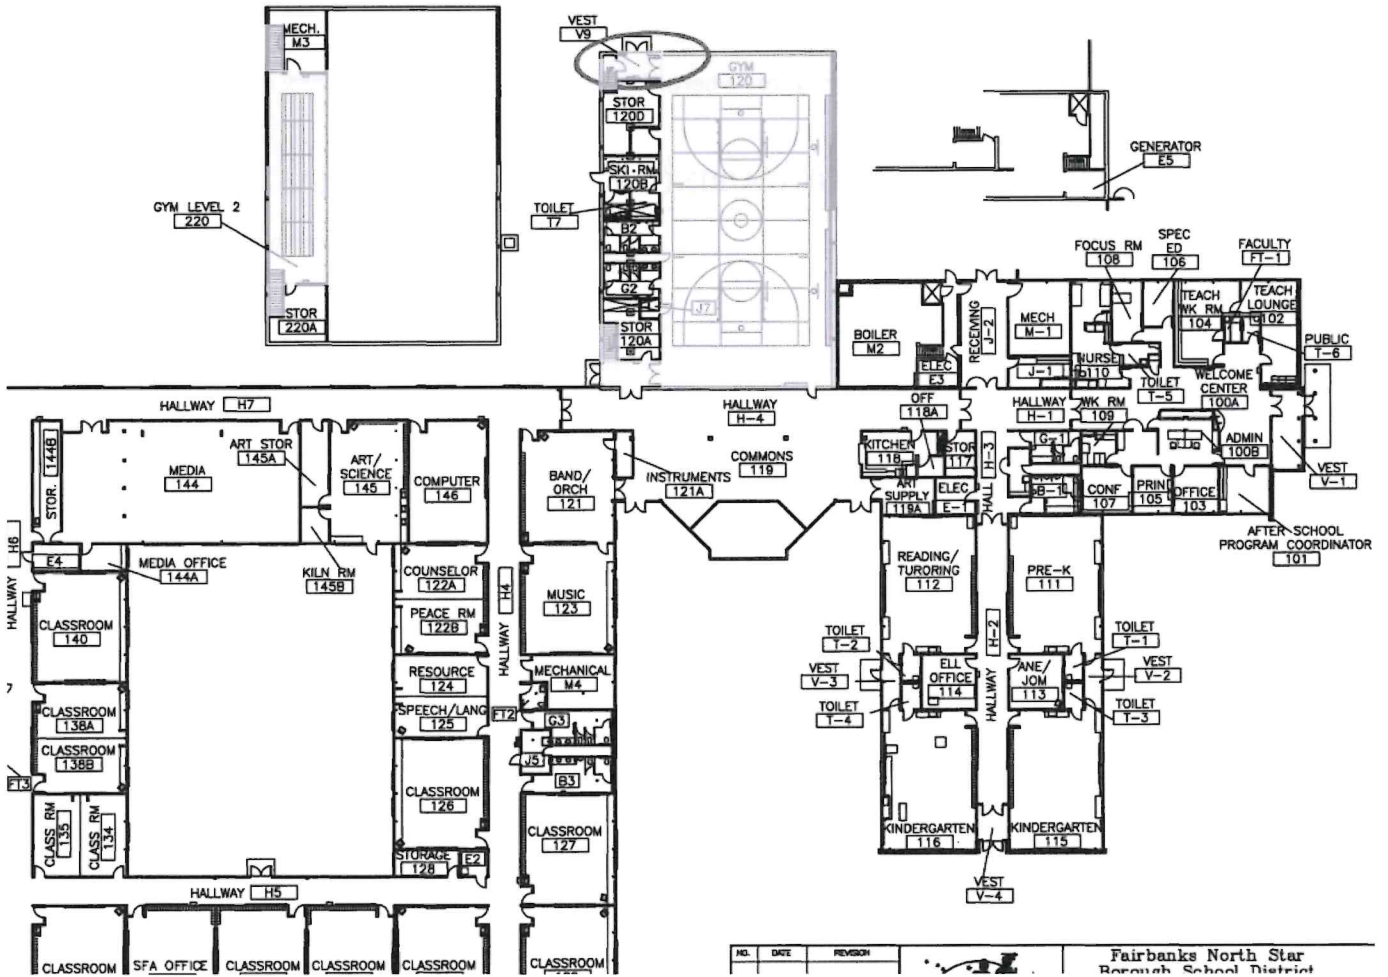 MECH.
M3
GYM LEVEL 2
220
STOR
220A
VEST
V9
GYM
120
STOR
120D
SKI RM
120B
TOILET
T7
B2
G2
J7
STOR
120A
GENERATOR
E5
FOCUS RM
108
SPEC
ED
106
FACULTY
FT-1
TEACH
WK RM
104
TEACH
LOUNGE
102
PUBLIC
T-6
BOILER
M2
ELEC
E3
RECEIVING
J-2
MECH
M-1
J-1
NURSE
110
TOILET
T-5
WELCOME
CENTER
100A
HALLWAY H7
HALLWAY
H-4
OFF
118A
HALLWAY
H-1
WK RM
109
ADMIN
100B
VEST
V-1
STOR. 144B
MEDIA
144
ART STOR
145A
ART/
SCIENCE
145
COMPUTER
146
BAND/
ORCH
121
INSTRUMENTS
121A
COMMONS
119
KITCHEN
118
STOR
117
HALL H-3
G-1
SB-1
ART
SUPPLY
119A
ELEC
E-1
CONF
107
PRIN
105
OFFICE
103
AFTER-SCHOOL
PROGRAM COORDINATOR
101
HALLWAY H6
E4
MEDIA OFFICE
144A
KILN RM
145B
COUNSELOR
122A
PEACE RM
122B
HALLWAY H4
MUSIC
123
READING/
TURORING
112
PRE-K
111
CLASSROOM
140
RESOURCE
124
MECHANICAL
M4
TOILET
T-2
TOILET
T-1
VEST
V-3
ELL
OFFICE
114
HALLWAY H-2
ANE/
JOM
113
VEST
V-2
TOILET
T-4
TOILET
T-3
CLASSROOM
138A
SPEECH/LANG
125
FT2
G3
CLASSROOM
138B
FT3
J5
B3
CLASSROOM
126
CLASS RM
135
CLASS RM
134
CLASSROOM
127
KINDERGARTEN
116
KINDERGARTEN
115
STORAGE
128
E2
HALLWAY H5
VEST
V-4
CLASSROOM
SFA OFFICE
CLASSROOM
CLASSROOM
CLASSROOM
CLASSROOM
NO. DATE REVISION
Fairbanks North Star
Borough School District